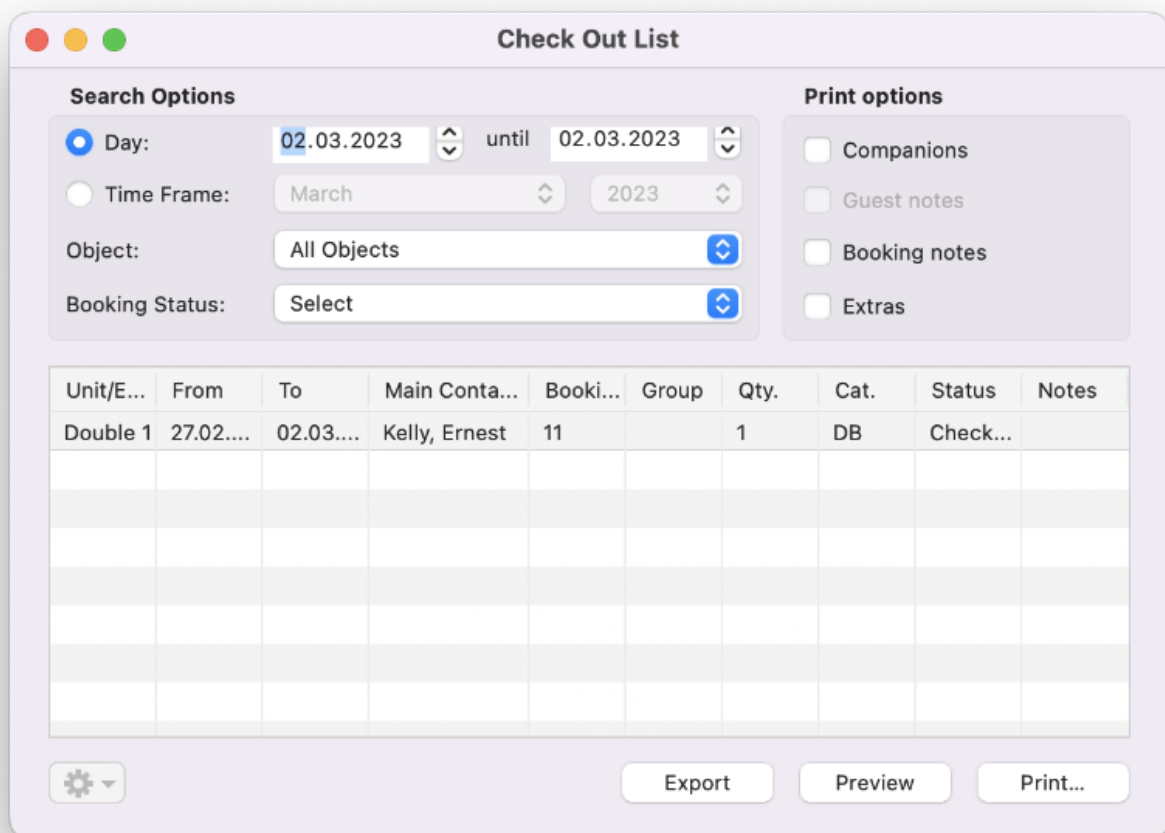 Check Out List
Search Options
Print options
Day: 02.03.2023 until 02.03.2023
Companions
Time Frame: March 2023
Guest notes
Object: All Objects
Booking notes
Booking Status: Select
Extras
Unit/E... From To Main Conta... Booki... Group Qty. Cat. Status Notes
Double 1 27.02.... 02.03.... Kelly, Ernest 11 1 DB Check...
Export Preview Print...